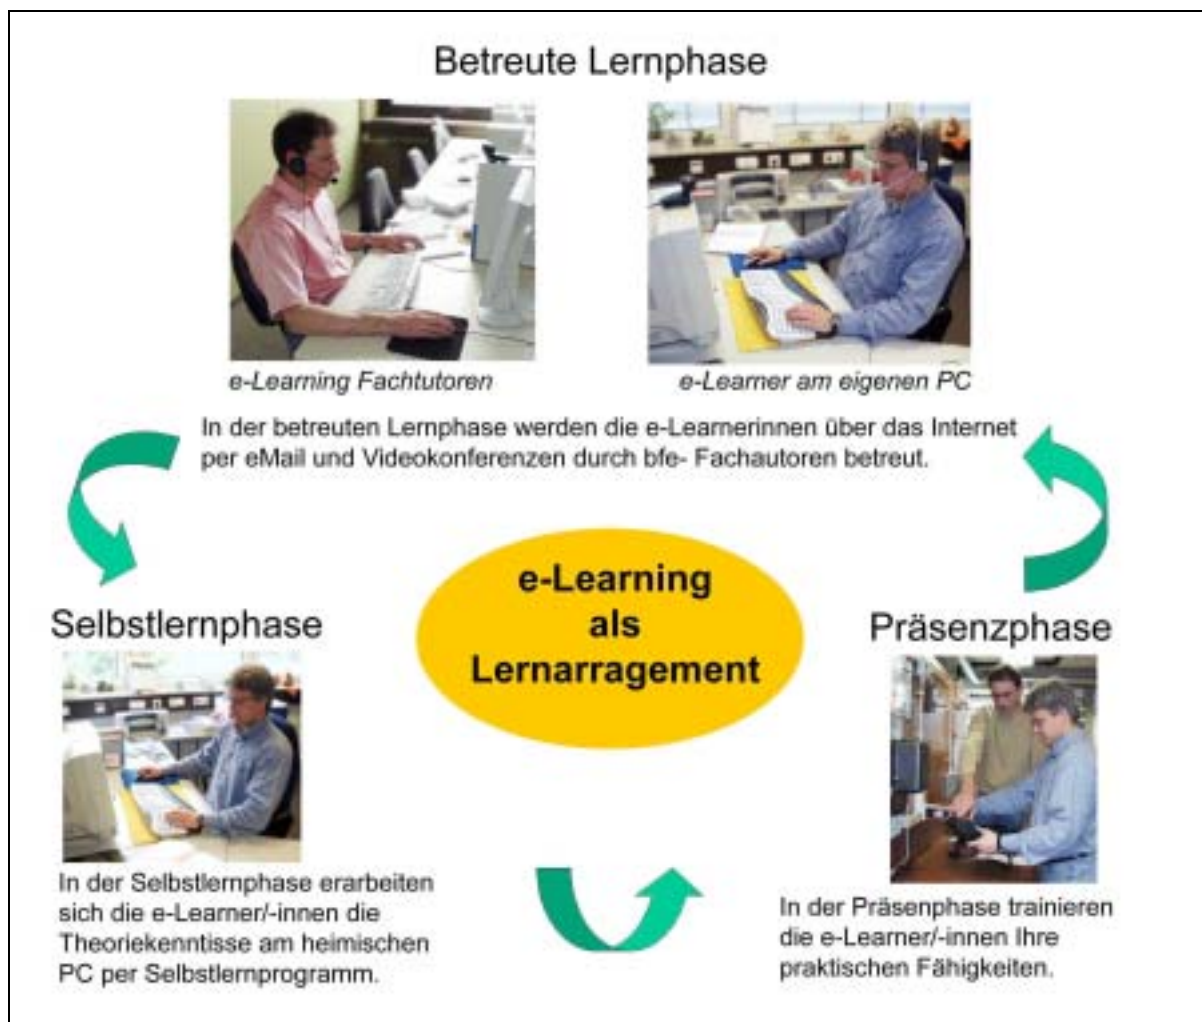 Betreute Lernphase
e-Learning Fachtutoren
e-Learner am eigenen PC
In der betreuten Lernphase werden die e-Learnerinnen über das Internet
per eMail und Videokonferenzen durch bfe- Fachautoren betreut.
e-Learning
als
Lernarragement
Selbstlernphase
In der Selbstlernphase erarbeiten
sich die e-Learner/-innen die
Theoriekenntisse am heimischen
PC per Selbstlernprogramm.
Präsenzphase
In der Präsenphase trainieren
die e-Learner/-innen Ihre
praktischen Fähigkeiten.